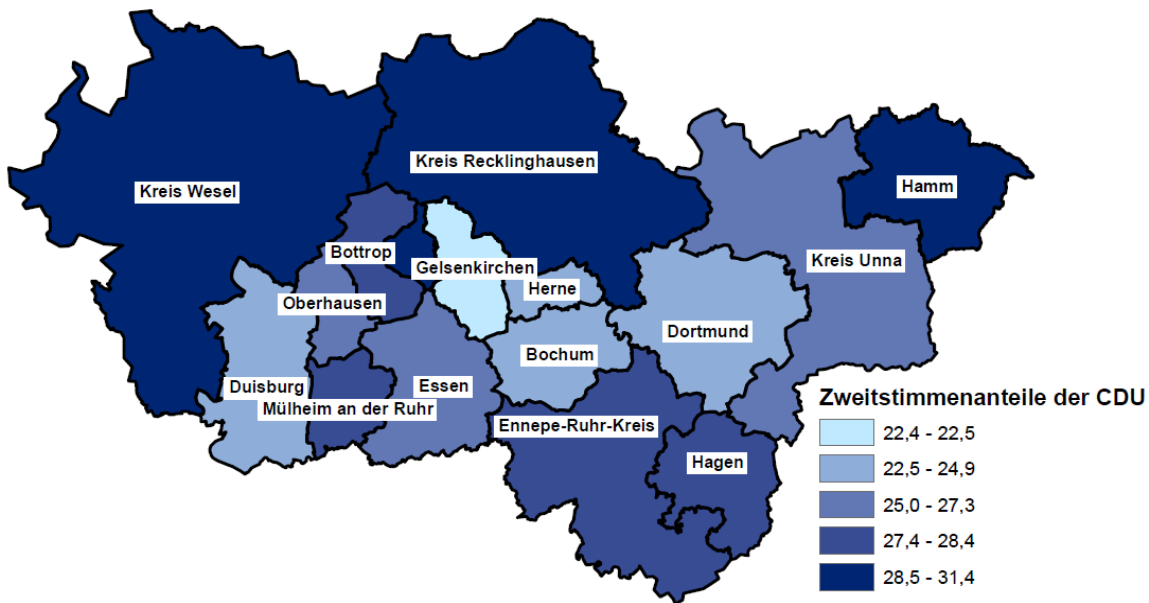 Kreis Recklinghausen
Kreis Wesel
Hamm
Bottrop
Gelsenkirchen
Kreis Unna
Herne
Oberhausen
Dortmund
Bochum
Duisburg
Essen
Mülheim an der Ruhr
Ennepe-Ruhr-Kreis
Hagen
Zweitstimmenanteile der CDU
22,4 - 22,5
22,5 - 24,9
25,0 - 27,3
27,4 - 28,4
28,5 - 31,4